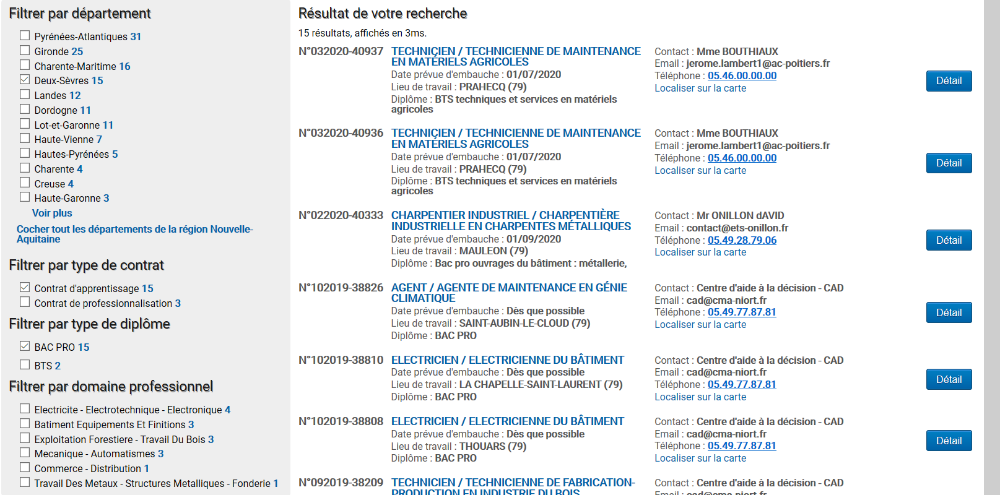 Filtrer par département
Pyrénées-Atlantiques 31
Gironde 25
Charente-Maritime 16
Deux-Sèvres 15
Landes 12
Dordogne 11
Lot-et-Garonne 11
Haute-Vienne 7
Hautes-Pyrénées 5
Charente 4
Creuse 4
Haute-Garonne 3
Voir plus
Cocher tout les départements de la région Nouvelle-
Aquitaine
Filtrer par type de contrat
Contrat d'apprentissage 15
Contrat de professionnalisation 3
Filtrer par type de diplôme
BAC PRO 15
BTS 2
Filtrer par domaine professionnel
Electricite - Electrotechnique - Electronique 4
Batiment Equipements Et Finitions 3
Exploitation Forestiere - Travail Du Bois 3
Mecanique - Automatismes 3
Commerce - Distribution 1
Travail Des Metaux - Structures Metalliques - Fonderie 1
Résultat de votre recherche
15 résultats, affichés en 3ms.
N°032020-40937
TECHNICIEN / TECHNICIENNE DE MAINTENANCE
EN MATÉRIELS AGRICOLES
Date prévue d'embauche : 01/07/2020
Lieu de travail : PRAHECQ (79)
Diplôme : BTS techniques et services en matériels
agricoles
Contact : Mme BOUTHIAUX
Email : jerome.lambert1@ac-poitiers.fr
Téléphone : 05.46.00.00.00
Localiser sur la carte
Détail
N°032020-40936
TECHNICIEN / TECHNICIENNE DE MAINTENANCE
EN MATÉRIELS AGRICOLES
Date prévue d'embauche : 01/07/2020
Lieu de travail : PRAHECQ (79)
Diplôme : BTS techniques et services en matériels
agricoles
Contact : Mme BOUTHIAUX
Email : jerome.lambert1@ac-poitiers.fr
Téléphone : 05.46.00.00.00
Localiser sur la carte
Détail
N°022020-40333
CHARPENTIER INDUSTRIEL / CHARPENTIÈRE
INDUSTRIELLE EN CHARPENTES MÉTALLIQUES
Date prévue d'embauche : 01/09/2020
Lieu de travail : MAULEON (79)
Diplôme : Bac pro ouvrages du bâtiment : métallerie,
Contact : Mr ONILLON dAVID
Email : contact@ets-onillon.fr
Téléphone : 05.49.28.79.06
Localiser sur la carte
Détail
N°102019-38826
AGENT / AGENTE DE MAINTENANCE EN GÉNIE
CLIMATIQUE
Date prévue d'embauche : Dès que possible
Lieu de travail : SAINT-AUBIN-LE-CLOUD (79)
Diplôme : BAC PRO
Contact : Centre d'aide à la décision - CAD
Email : cad@cma-niort.fr
Téléphone : 05.49.77.87.81
Localiser sur la carte
Détail
N°102019-38810
ELECTRICIEN / ELECTRICIENNE DU BÂTIMENT
Date prévue d'embauche : Dès que possible
Lieu de travail : LA CHAPELLE-SAINT-LAURENT (79)
Diplôme : BAC PRO
Contact : Centre d'aide à la décision - CAD
Email : cad@cma-niort.fr
Téléphone : 05.49.77.87.81
Localiser sur la carte
Détail
N°102019-38808
ELECTRICIEN / ELECTRICIENNE DU BÂTIMENT
Date prévue d'embauche : Dès que possible
Lieu de travail : THOUARS (79)
Diplôme : BAC PRO
Contact : Centre d'aide à la décision - CAD
Email : cad@cma-niort.fr
Téléphone : 05.49.77.87.81
Localiser sur la carte
Détail
N°092019-38209
TECHNICIEN / TECHNICIENNE DE FABRICATION-
PRODUCTION EN INDUSTRIE DU BOIS
Contact : Centre d'aide à la décision - CAD
Email : cad@cma-niort.fr